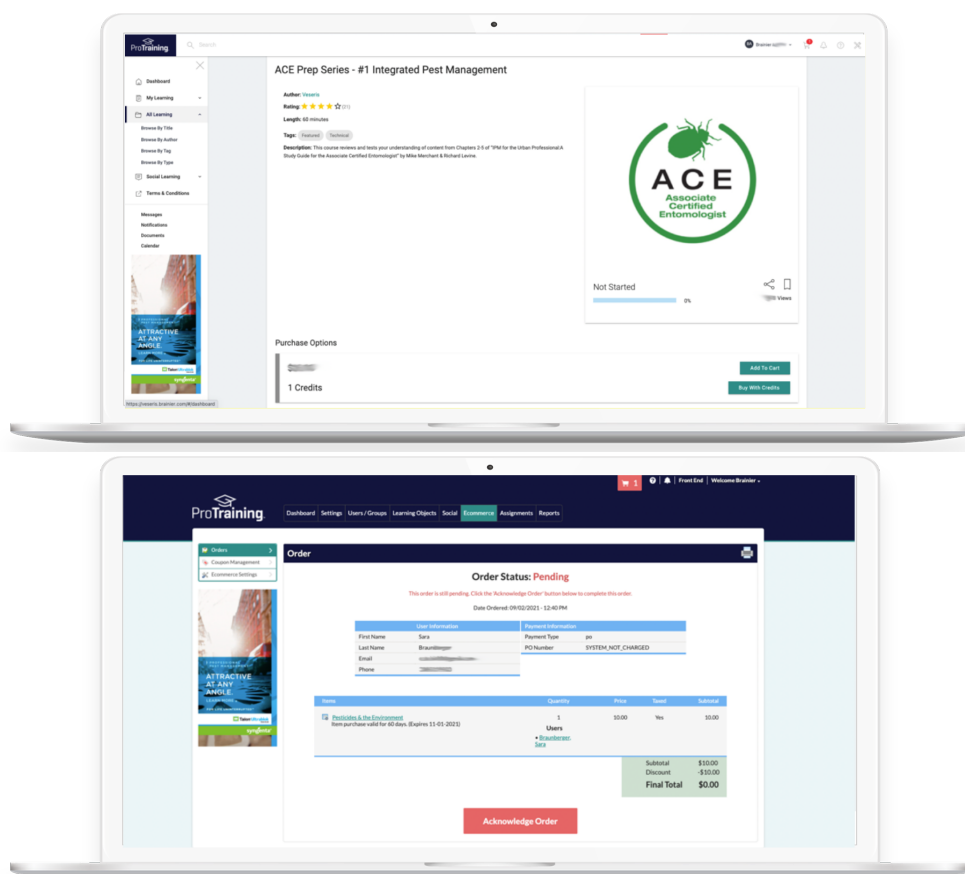 ProTraining
Search
Brainier
ACE Prep Series - #1 Integrated Pest Management
Dashboard
My Learning
All Learning
Browse By Title
Browse By Author
Browse By Tag
Browse By Type
Social Learning
Terms & Conditions
Messages
Notifications
Documents
Calendar
Author: Veseris
Rating:
Length: 60 minutes
Tags: Featured Technical
Description: This course reviews and tests your understanding of content from Chapters 2-5 of "IPM for the Urban Professional:A
Study Guide for the Associate Certified Entomologist" by Mike Merchant & Richard Levine.
ACE
Associate
Certified
Entomologist
Not Started
0%
Views
ATTRACTIVE
AT ANY
ANGLE.
syngenta
Purchase Options
Add To Cart
1 Credits
Buy With Credits
https://veseris.brainier.com/#/dashboard
1
Front End
Welcome Brainier
ProTraining
Dashboard Settings Users / Groups Learning Objects Social Ecommerce Assignments Reports
Orders
Coupon Management
Ecommerce Settings
ATTRACTIVE
AT ANY
ANGLE.
syngenta
Order
Order Status: Pending
This order is still pending. Click the 'Acknowledge Order' button below to complete this order.
Date Ordered: 09/02/2021 - 12:40 PM
User Information Payment Information
First Name Sara Payment Type po
Last Name Braunberger PO Number SYSTEM_NOT_CHARGED
Email
Phone
Items Quantity Price Taxed Subtotal
Pesticides & the Environment 1 10.00 Yes 10.00
Item purchase valid for 60 days. (Expires 11-01-2021)
Users
• Braunberger,
Sara
Subtotal $10.00
Discount -$10.00
Final Total $0.00
Acknowledge Order